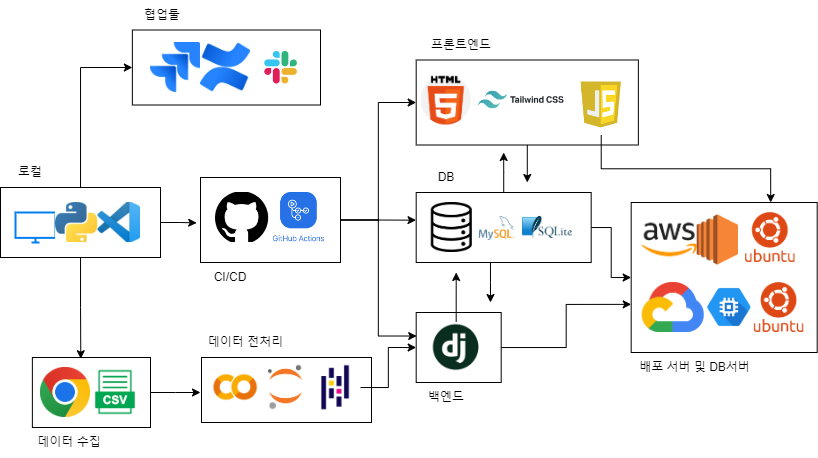 협업툴
프론트엔드
HTML
5
Tailwind CSS
JS
로컬
DB
GitHub Actions
MySQL
SQLite
aws
ubuntu
CI/CD
ubuntu
데이터 전처리
dj
배포 서버 및 DB서버
CSV
CO
백엔드
데이터 수집